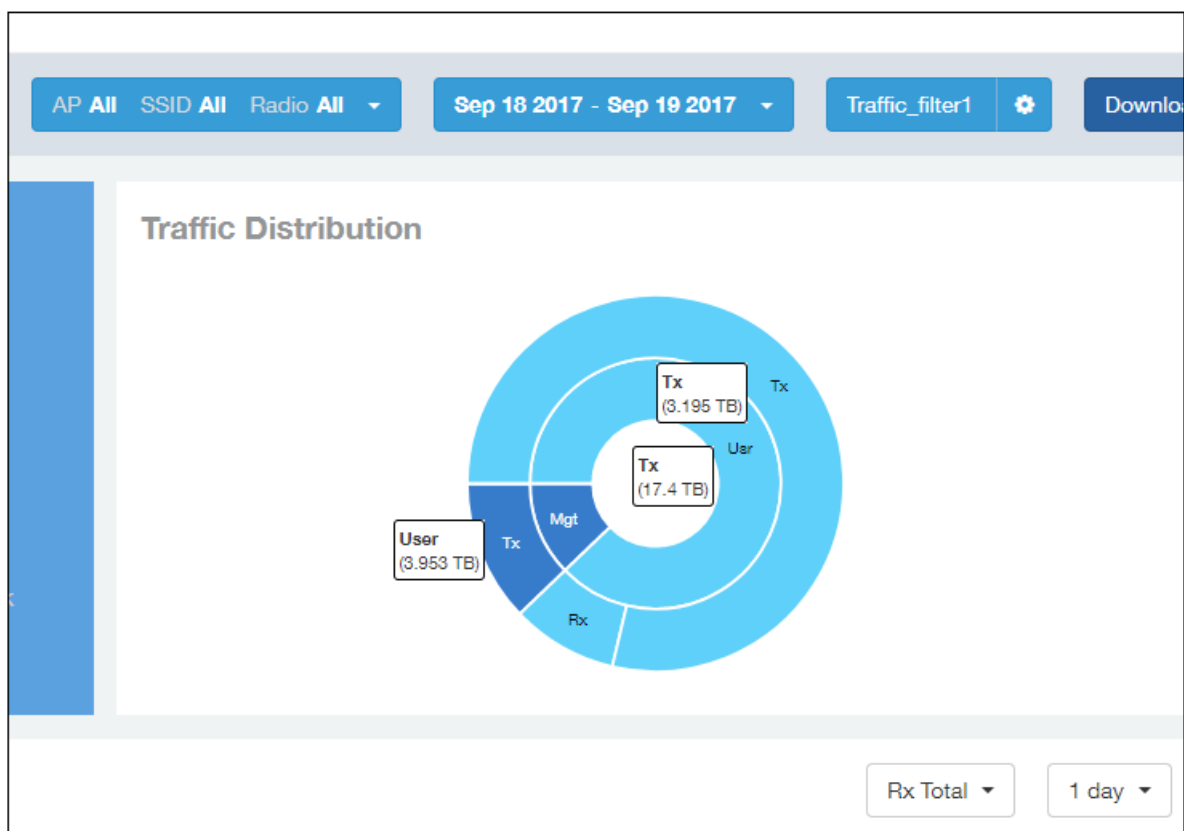 AP All SSID All Radio All
Sep 18 2017 - Sep 19 2017
Traffic_filter1
Downlo
Traffic Distribution
Tx
(3.195 TB)
Tx
Usr
Tx
(17.4 TB)
Mgt
User
(3.953 TB)
Tx
Rx
Rx Total
1 day